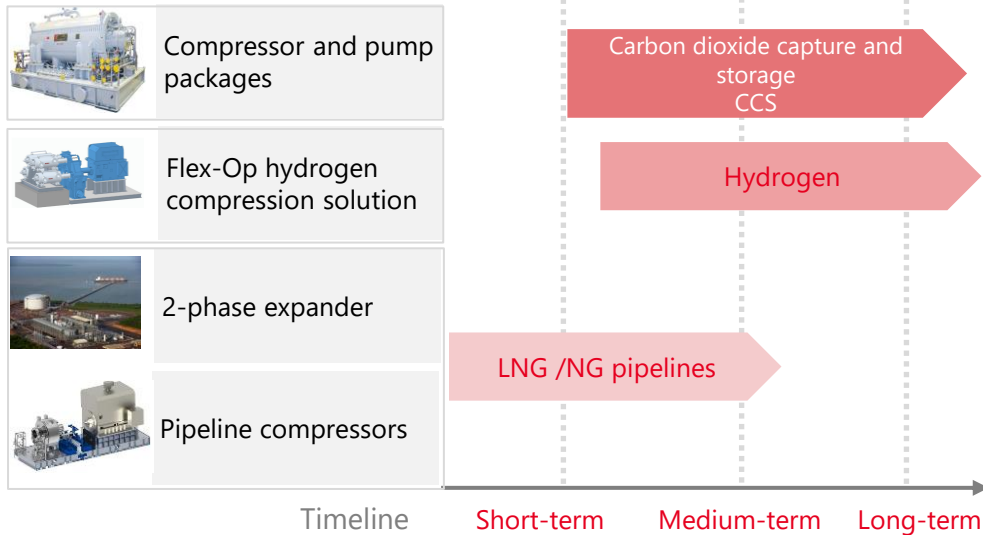 Compressor and pump
packages
Carbon dioxide capture and
storage
CCS
Flex-Op hydrogen
compression solution
Hydrogen
2-phase expander
LNG /NG pipelines
Pipeline compressors
Timeline
Short-term
Medium-term
Long-term